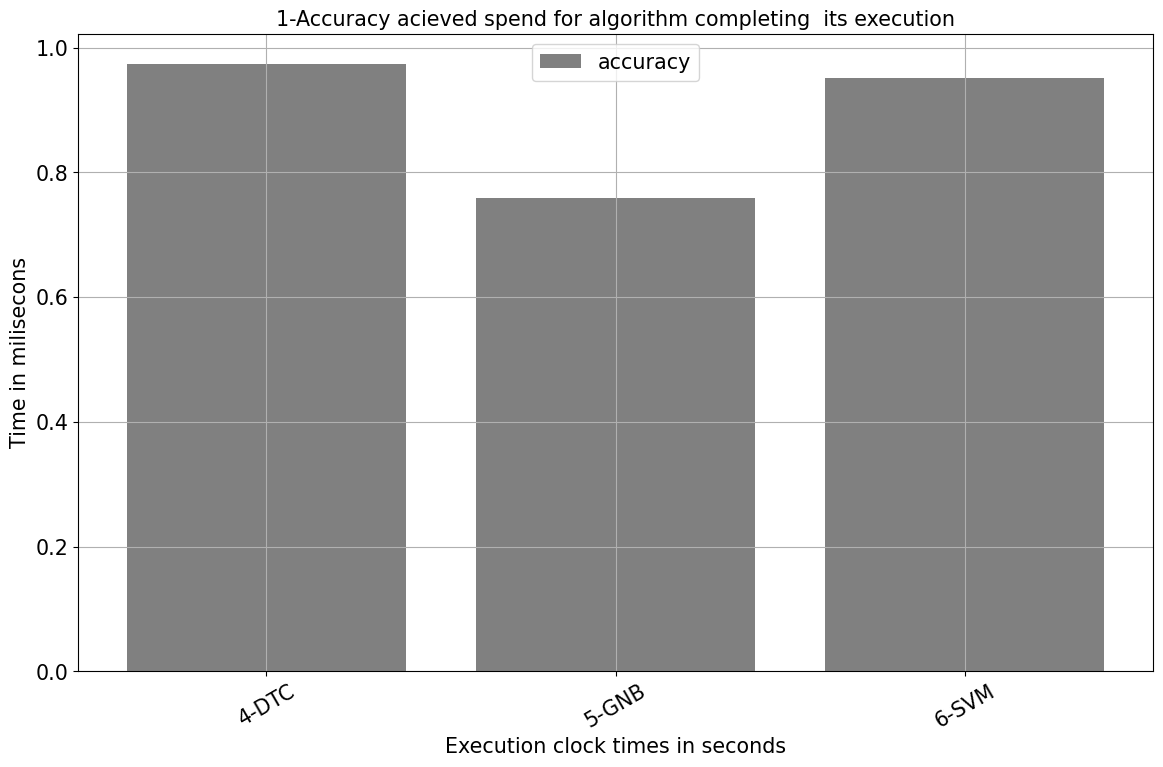 1-Accuracy acieved spend for algorithm completing  its execution
accuracy
1.0
0.8
0.6
0.4
0.2
0.0
Time in milisecons
4-DTC
5-GNB
6-SVM
Execution clock times in seconds